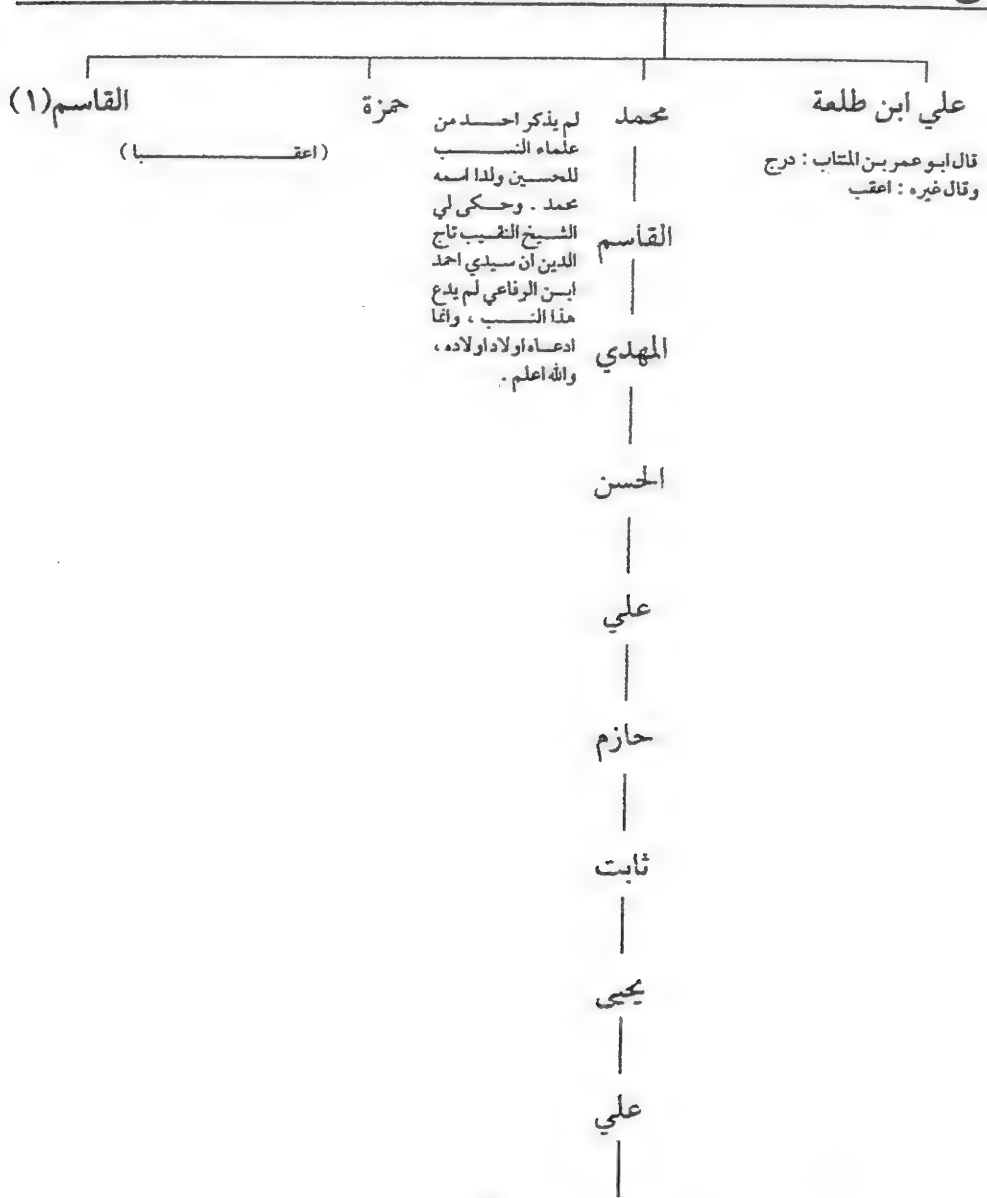 علي ابن طلعة
قال ابو عمر بن المتاب : درج
وقال غيره : اعقب
محمد
لم يذكر احد من
علماء النسب
للحسين ولدا اسمه
محمد . وحكى لي
الشيخ النقيب تاج
الدين ان سيدي احمد
ابن الرفاعي لم يدع
هذا النسب ، وانما
ادعاه اولاد اولاده ،
والله اعلم .
حمزة
القاسم (١)
(اعقبا)
القاسم
المهدي
الحسن
علي
حازم
ثابت
يحيى
علي